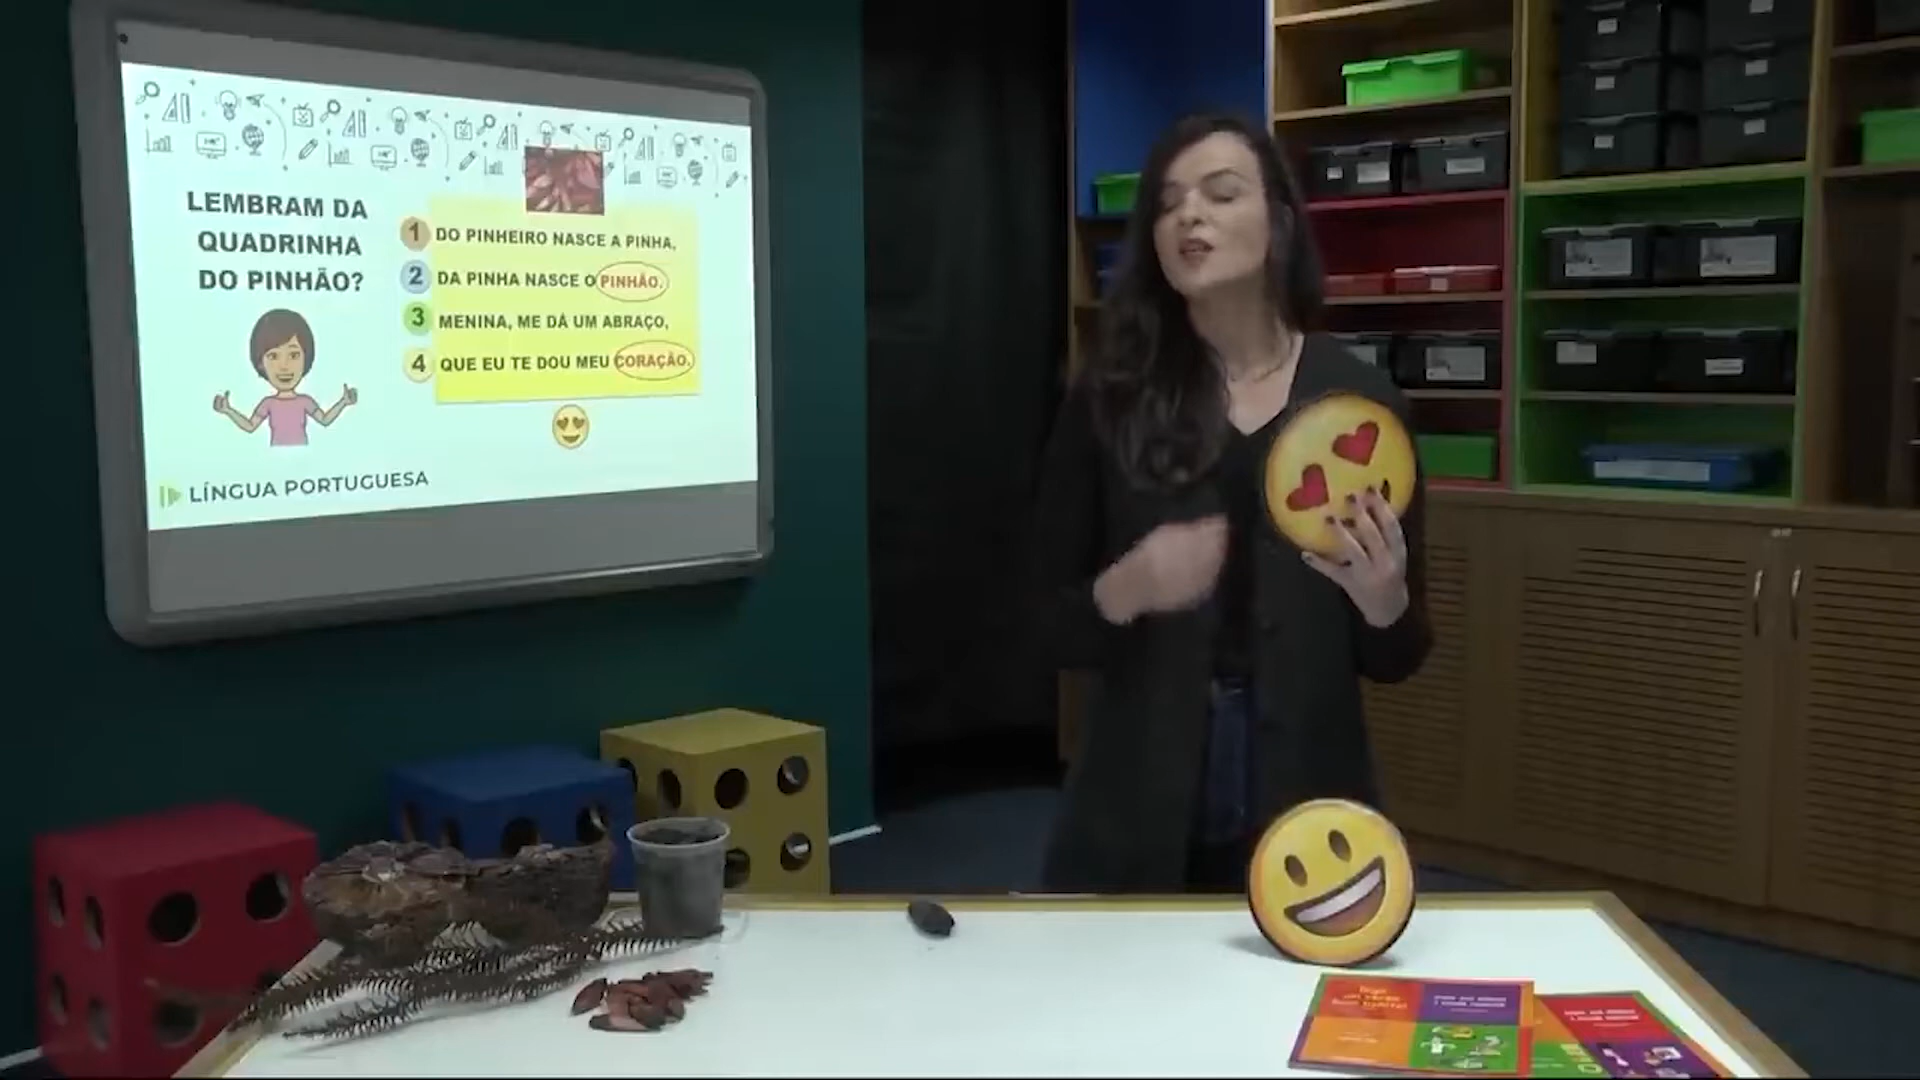 LEMBRAM DA
QUADRINHA
DO PINHÃO?
1 DO PINHEIRO NASCE A PINHA,
2 DA PINHA NASCE O PINHÃO.
3 MENINA, ME DÁ UM ABRAÇO,
4 QUE EU TE DOU MEU CORAÇÃO.
LÍNGUA PORTUGUESA